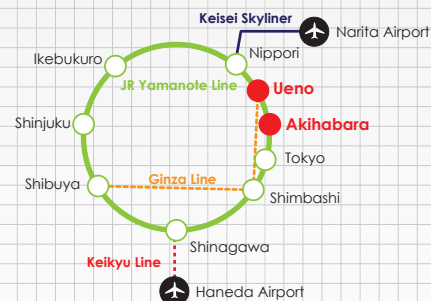 Keisei Skyliner
Narita Airport
Nippori
Ikebukuro
JR Yamanote Line
Ueno
Shinjuku
Akihabara
Tokyo
Shibuya
Ginza Line
Shimbashi
Shinagawa
Keikyu Line
Haneda Airport